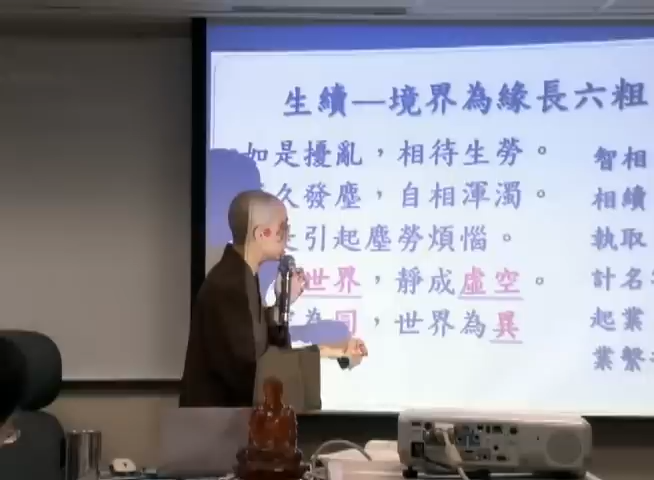 生續—境界為緣長六粗
如是擾亂，相待生勞。
久發塵，自相渾濁。
引起塵勞煩惱。
世界，靜成虛空。
為同，世界為異
智相
相續
執取
計名
起業
業繫